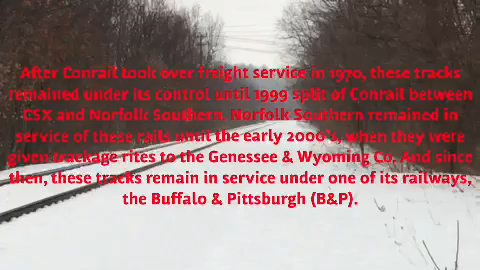 After Conrail took over freight service in 1970, these tracks
remained under its control until 1999 split of Conrail between
CSX and Norfolk Southern. Norfolk Southern remained in
service of these rails until the early 2000's, when they were
given trackage rites to the Genessee & Wyoming Co. And since
then, these tracks remain in service under one of its railways,
the Buffalo & Pittsburgh (B&P).